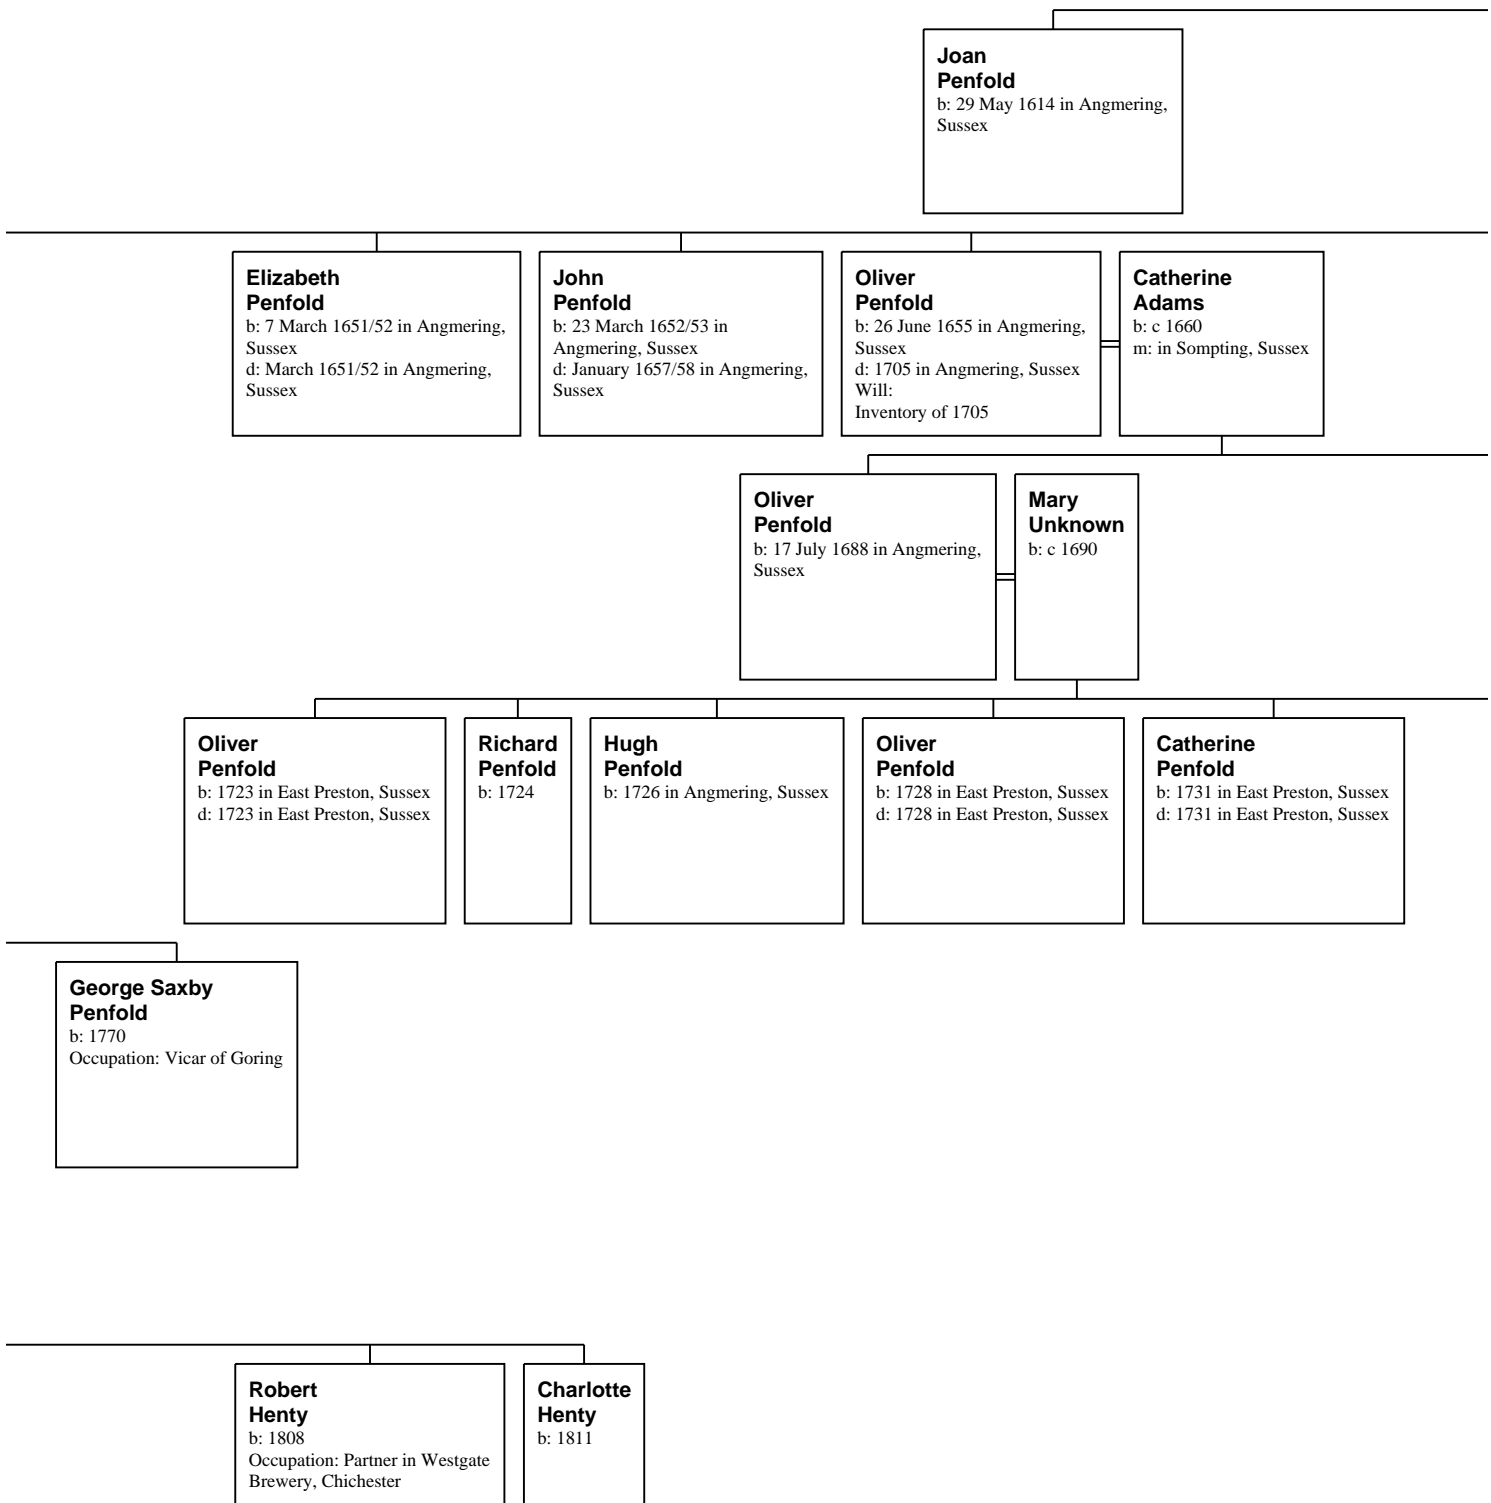 Joan
Penfold
b: 29 May 1614 in Angmering,
Sussex
Elizabeth
Penfold
b: 7 March 1651/52 in Angmering,
Sussex
d: March 1651/52 in Angmering,
Sussex
John
Penfold
b: 23 March 1652/53 in
Angmering, Sussex
d: January 1657/58 in Angmering,
Sussex
Oliver
Penfold
b: 26 June 1655 in Angmering,
Sussex
d: 1705 in Angmering, Sussex
Will:
Inventory of 1705
Catherine
Adams
b: c 1660
m: in Sompting, Sussex
Oliver
Penfold
b: 17 July 1688 in Angmering,
Sussex
Mary
Unknown
b: c 1690
Oliver
Penfold
b: 1723 in East Preston, Sussex
d: 1723 in East Preston, Sussex
Richard
Penfold
b: 1724
Hugh
Penfold
b: 1726 in Angmering, Sussex
Oliver
Penfold
b: 1728 in East Preston, Sussex
d: 1728 in East Preston, Sussex
Catherine
Penfold
b: 1731 in East Preston, Sussex
d: 1731 in East Preston, Sussex
George Saxby
Penfold
b: 1770
Occupation: Vicar of Goring
Robert
Henty
b: 1808
Occupation: Partner in Westgate
Brewery, Chichester
Charlotte
Henty
b: 1811